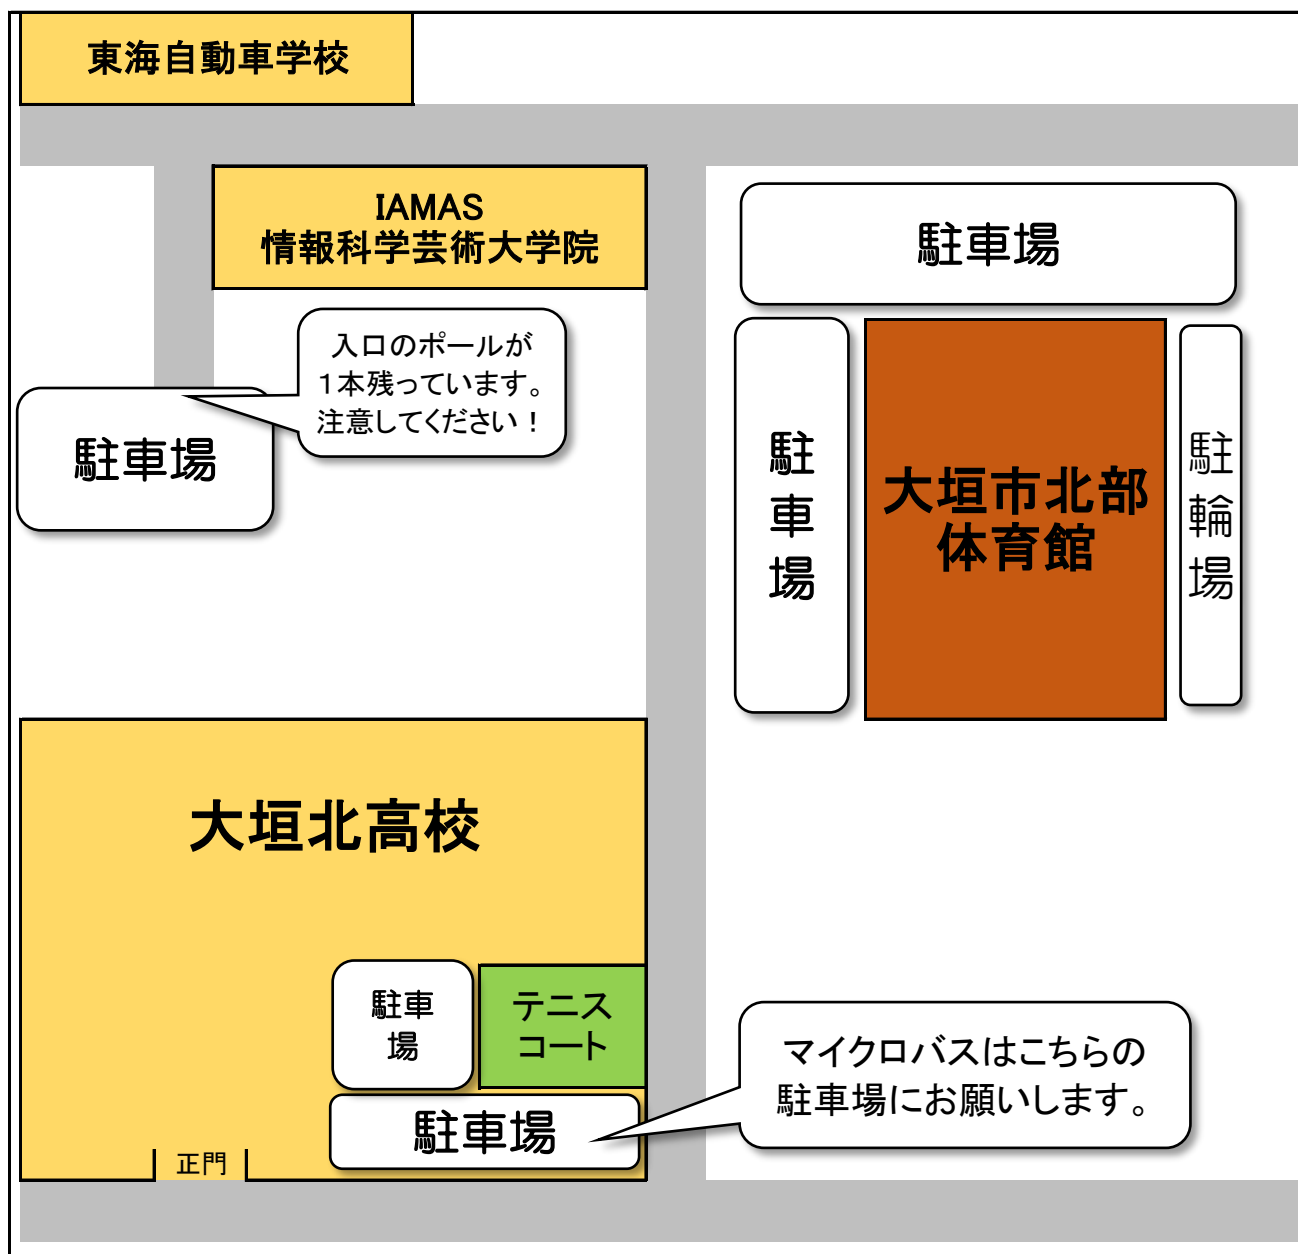 東海自動車学校
IAMAS
情報科学芸術大学院
駐車場
入口のポールが
１本残っています。
注意してください！
駐車場
駐
車
場
大垣市北部
体育館
駐
輪
場
大垣北高校
駐車
場
テニス
コート
マイクロバスはこちらの
駐車場にお願いします。
駐車場
正門